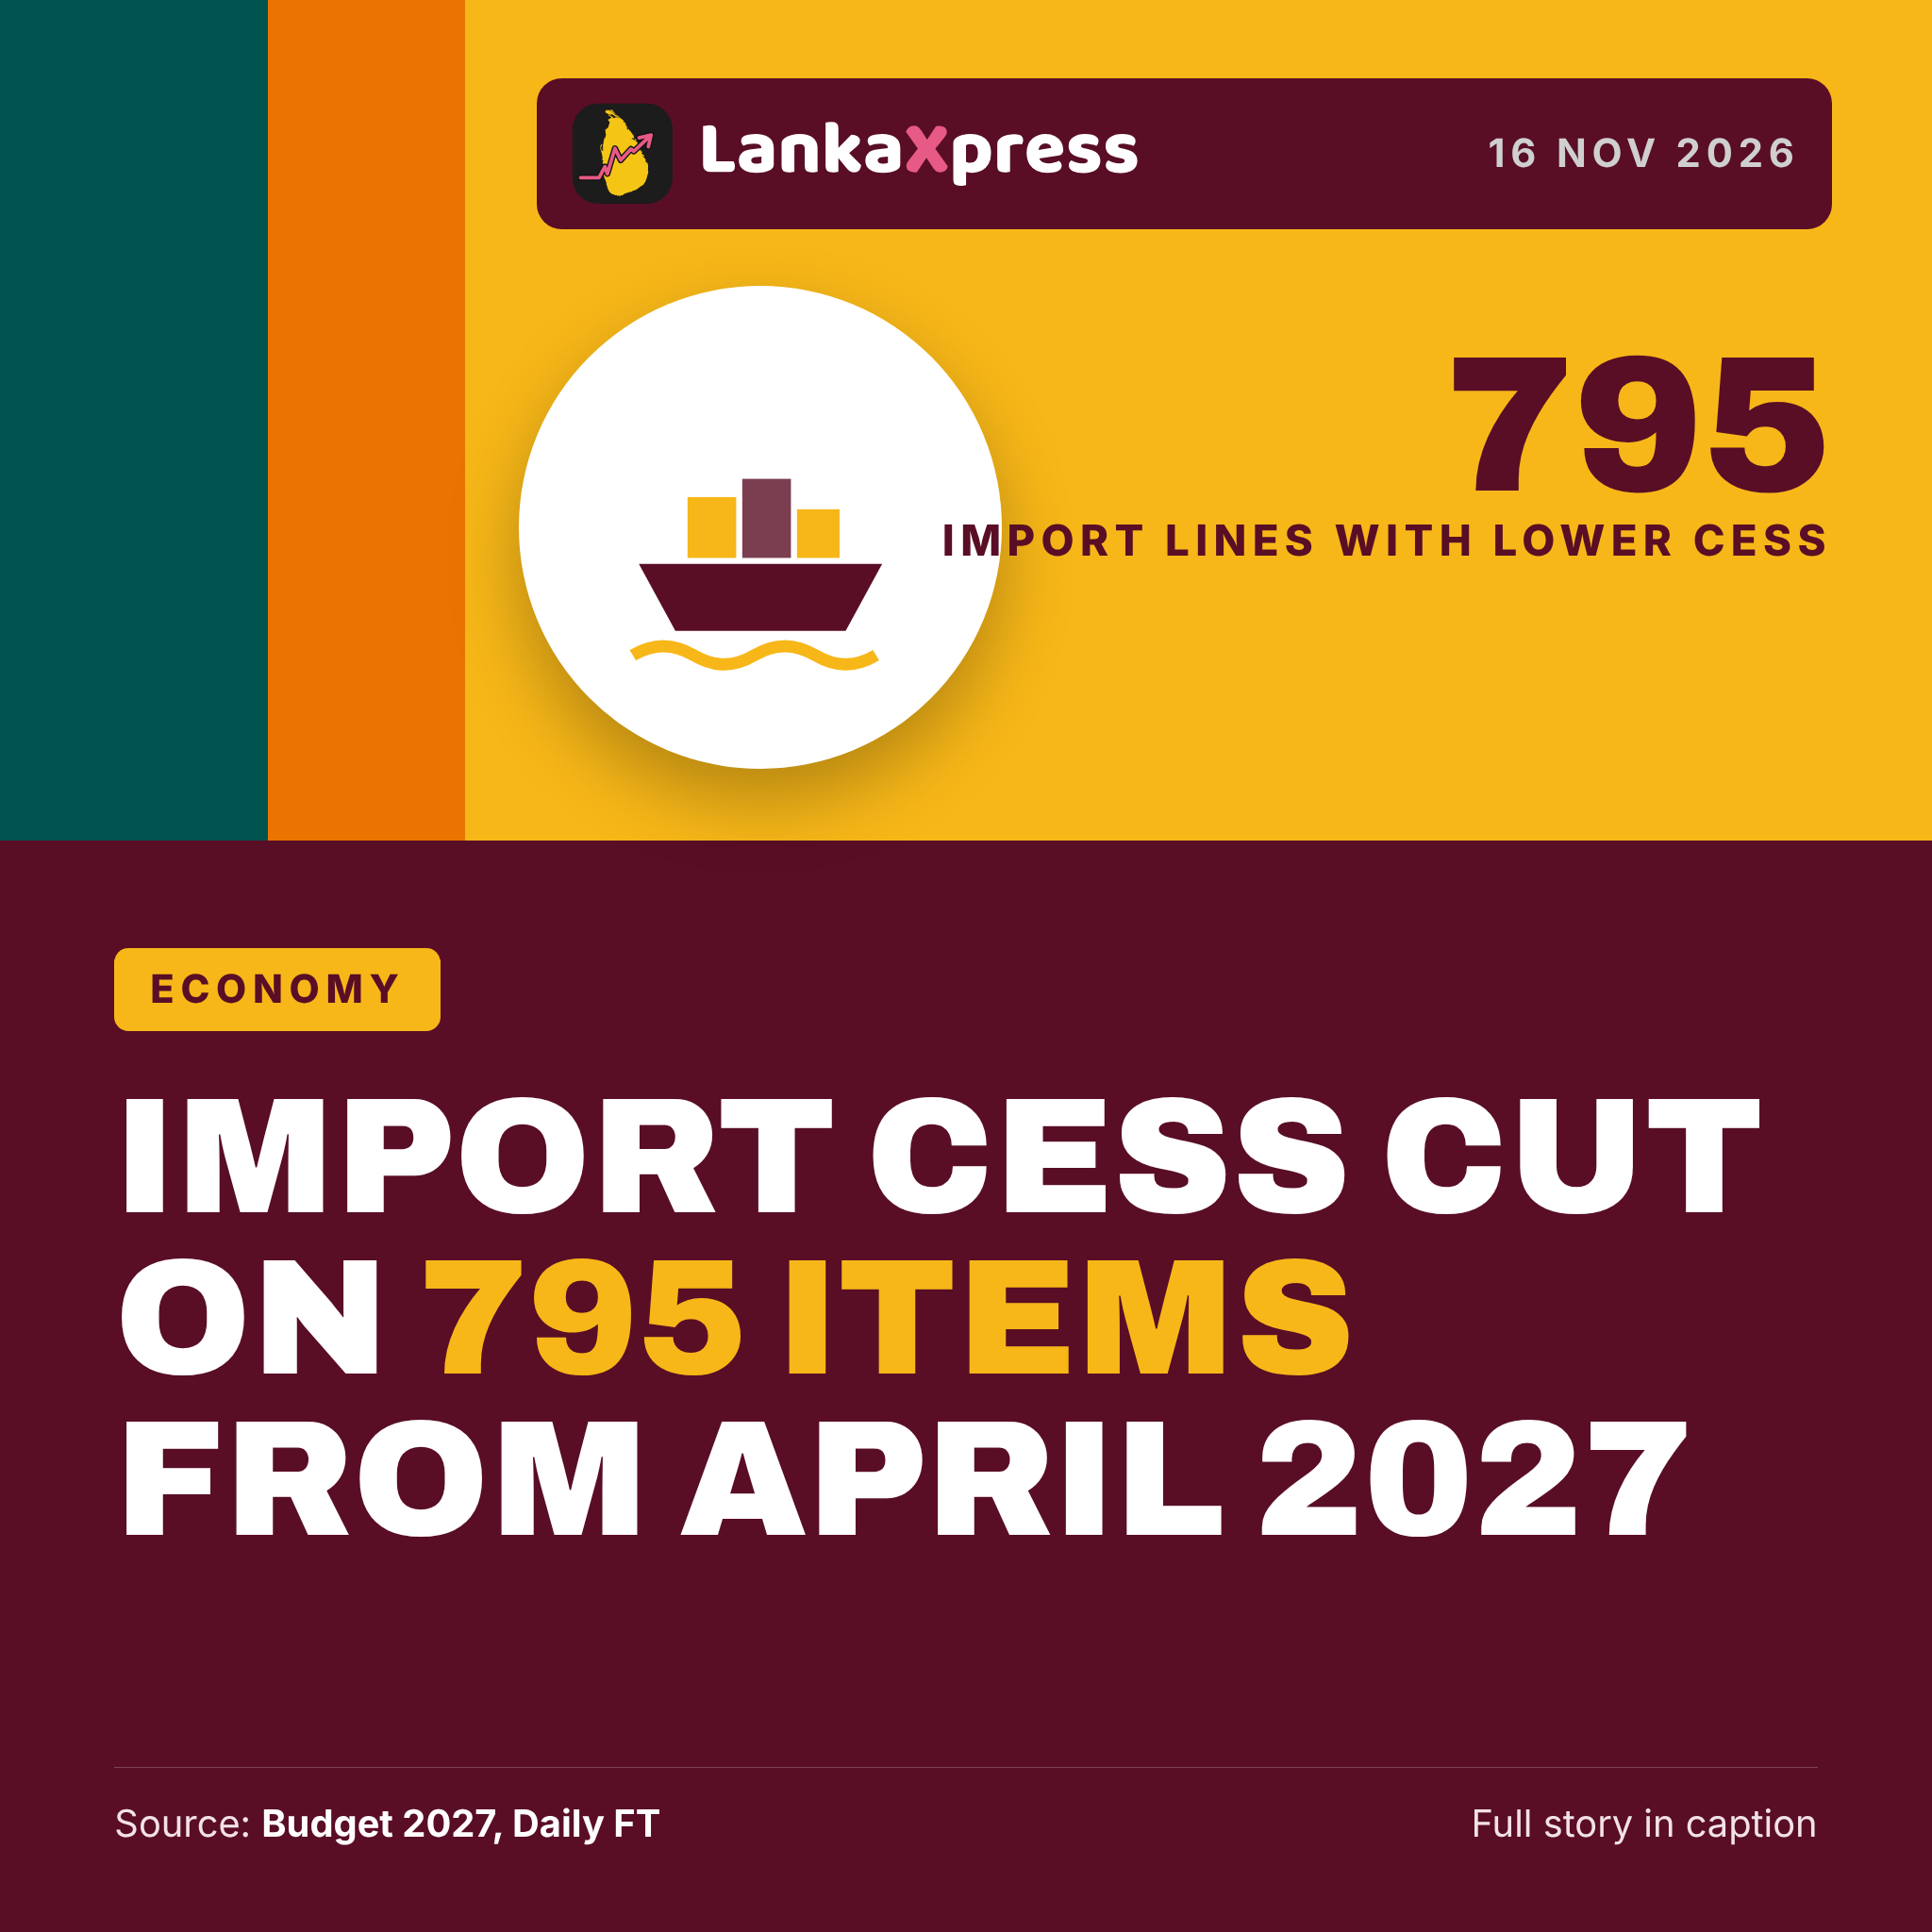 LankaXpress
16 NOV 2026
795
IMPORT LINES WITH LOWER CESS
ECONOMY
IMPORT CESS CUT
ON 795 ITEMS
FROM APRIL 2027
Source: Budget 2027, Daily FT
Full story in caption